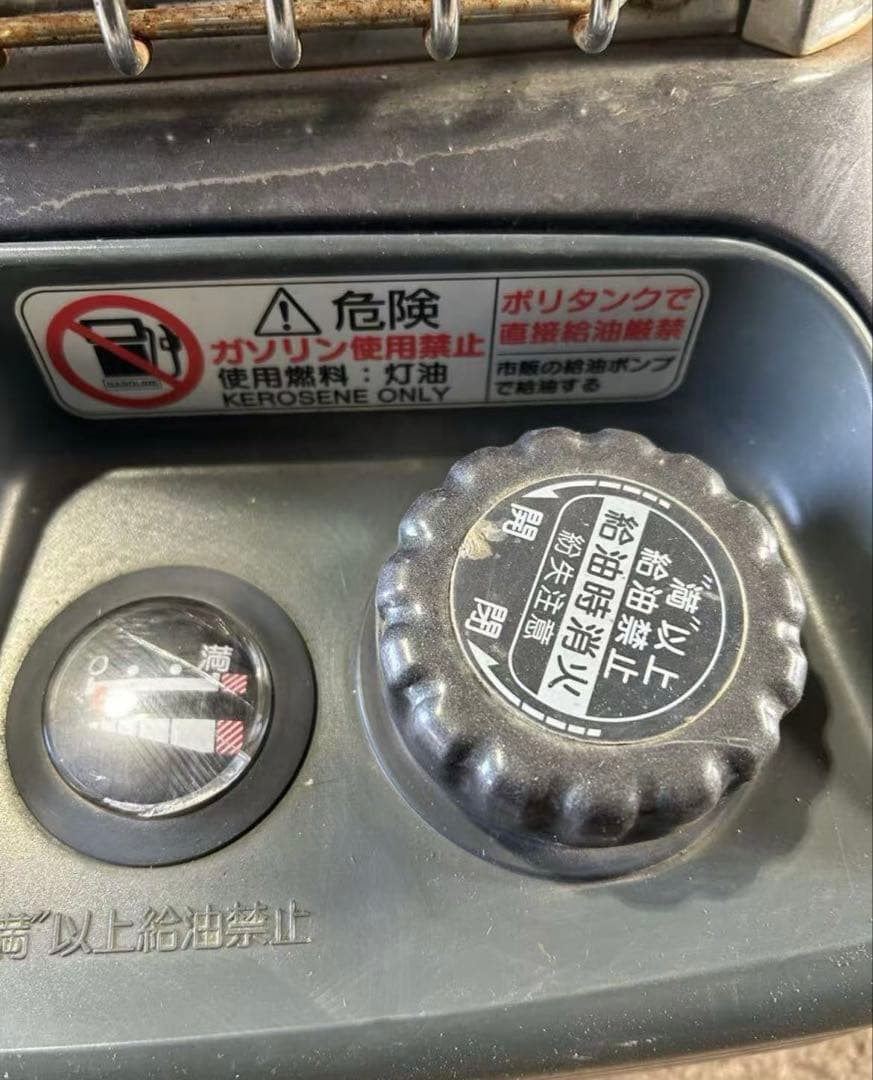 危険
ガソリン使用禁止
使用燃料：灯油
KEROSENE ONLY
GASOLINE
ポリタンクで
直接給油厳禁
市販の給油ポンプ
で給油する
"満"以上
給油禁止
給油時消火
紛失注意
開
閉
満
満"以上給油禁止